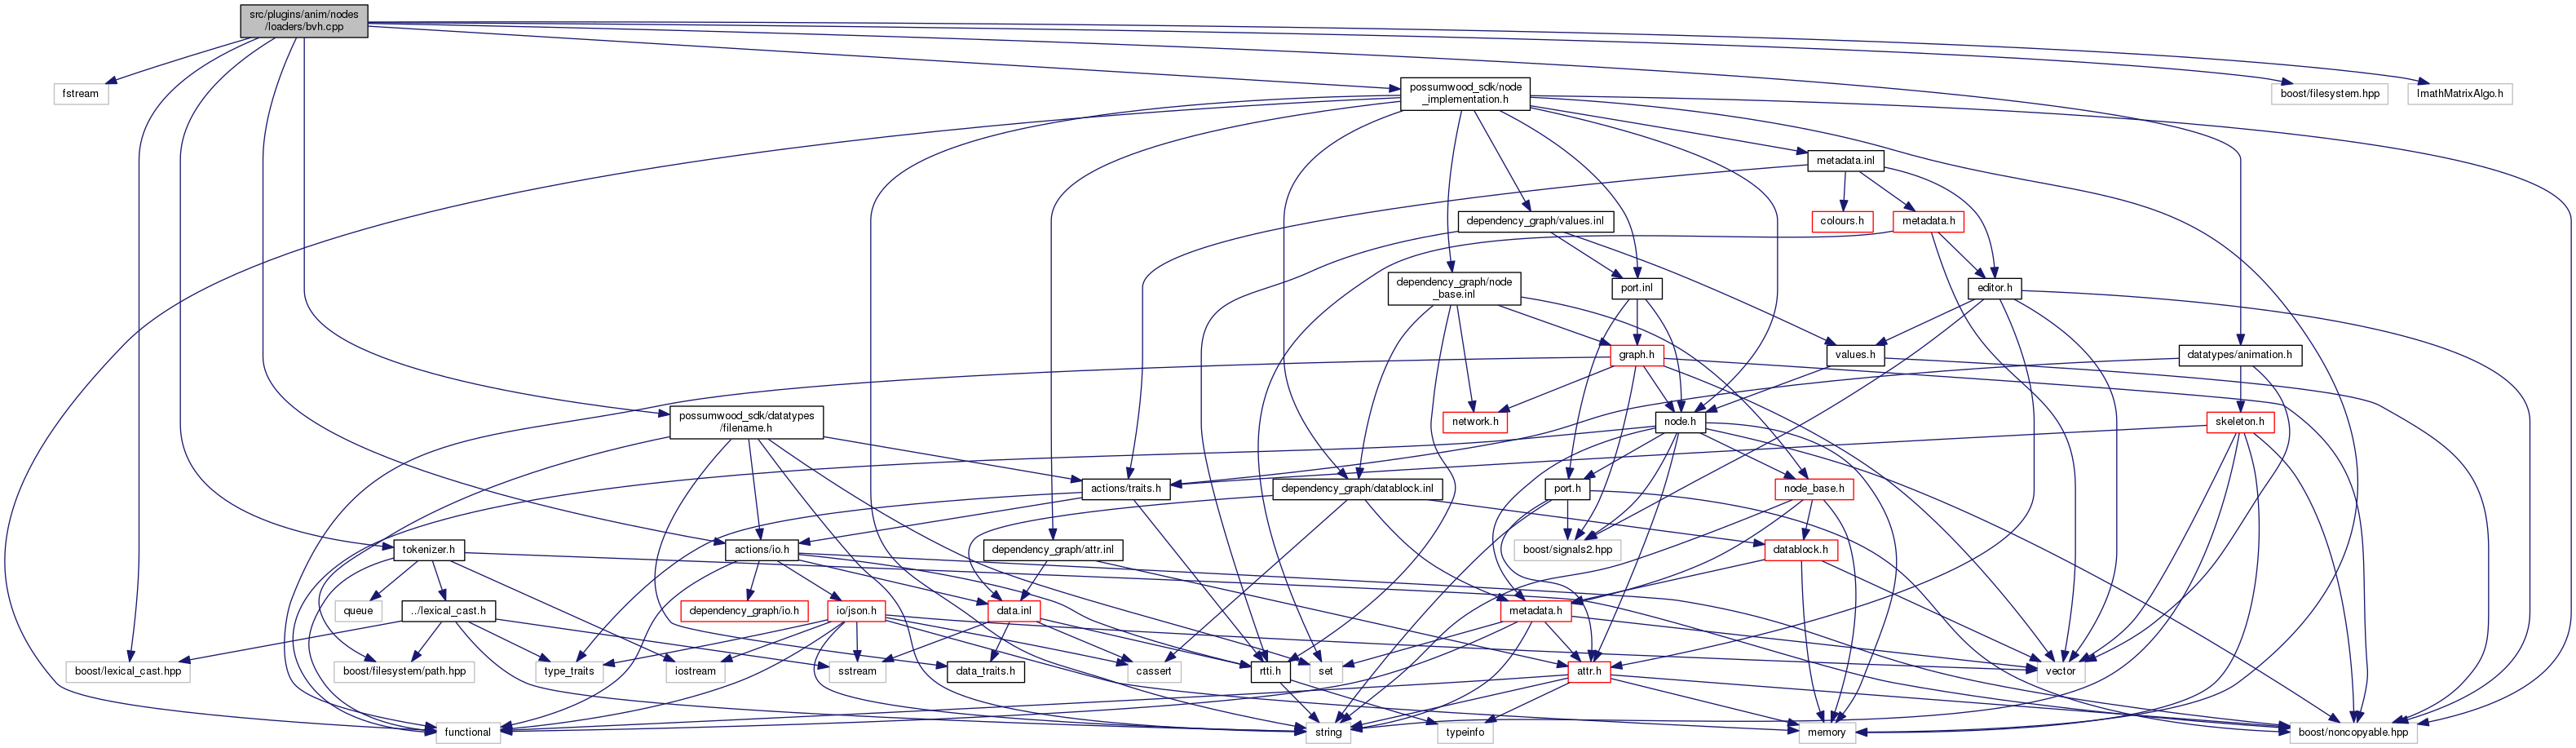 src/plugins/anim/nodes
/loaders/bvh.cpp
fstream
possumwood_sdk/node
_implementation.h
boost/filesystem.hpp
ImathMatrixAlgo.h
metadata.inl
dependency_graph/values.inl
colours.h
metadata.h
dependency_graph/node
_base.inl
port.inl
editor.h
graph.h
values.h
datatypes/animation.h
possumwood_sdk/datatypes
/filename.h
network.h
node.h
skeleton.h
actions/traits.h
dependency_graph/datablock.inl
port.h
node_base.h
tokenizer.h
actions/io.h
dependency_graph/attr.inl
boost/signals2.hpp
datablock.h
queue
../lexical_cast.h
dependency_graph/io.h
io/json.h
data.inl
metadata.h
boost/lexical_cast.hpp
boost/filesystem/path.hpp
type_traits
iostream
sstream
data_traits.h
cassert
rtti.h
set
attr.h
vector
functional
string
typeinfo
memory
boost/noncopyable.hpp